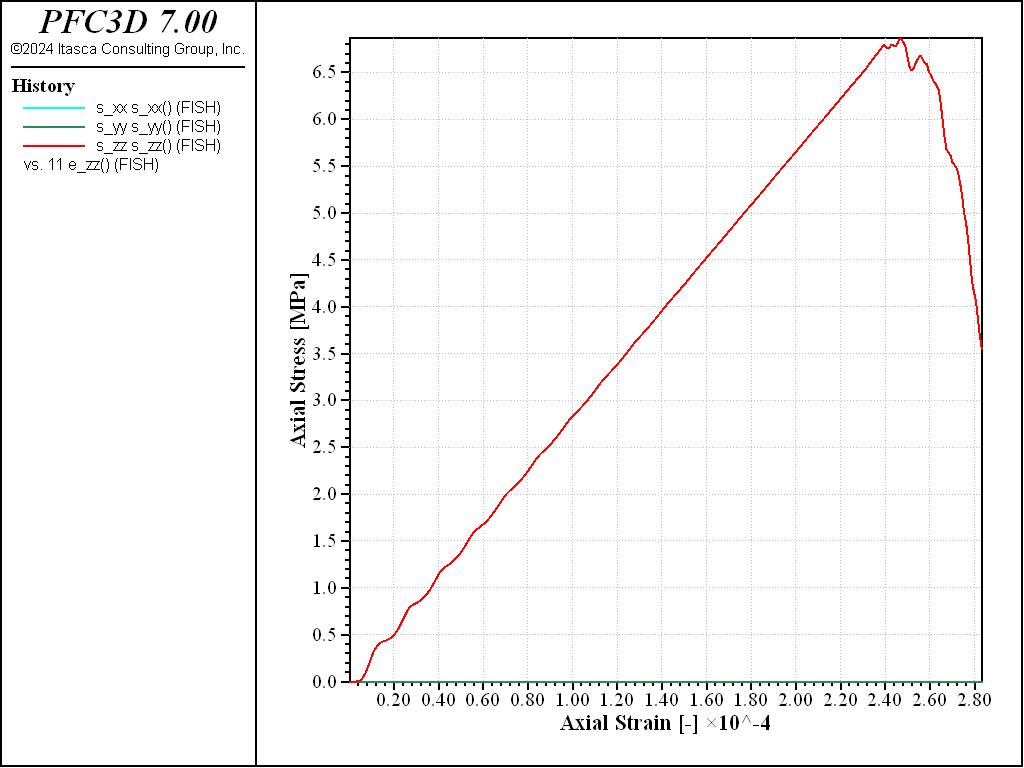 PFC3D 7.00
©2024 Itasca Consulting Group, Inc.
History
s_xx s_xx() (FISH)
s_yy s_yy() (FISH)
s_zz s_zz() (FISH)
vs. 11 e_zz() (FISH)
Axial Stress [MPa]
6.5
6.0
5.5
5.0
4.5
4.0
3.5
3.0
2.5
2.0
1.5
1.0
0.5
0.0
0.20 0.40 0.60 0.80 1.00 1.20 1.40 1.60 1.80 2.00 2.20 2.40 2.60 2.80
Axial Strain [-] ×10^-4